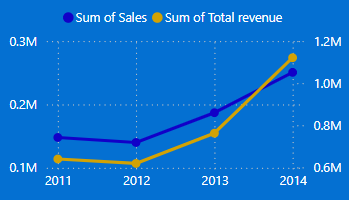 Sum of Sales Sum of Total revenue
0.3M 1.2M
1.0M
0.2M
0.8M
0.1M 0.6M
2011 2012 2013 2014